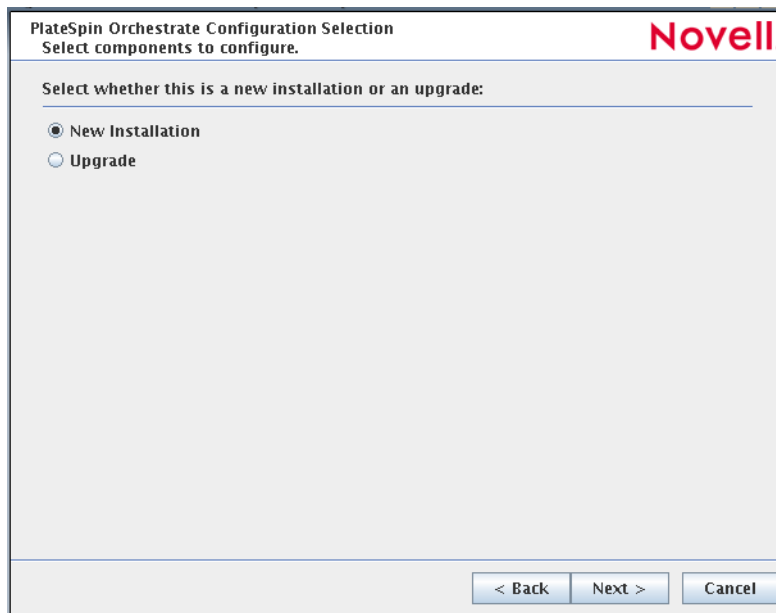 PlateSpin Orchestrate Configuration Selection
Select components to configure.
Novell
Select whether this is a new installation or an upgrade:
New Installation
Upgrade
< Back
Next >
Cancel